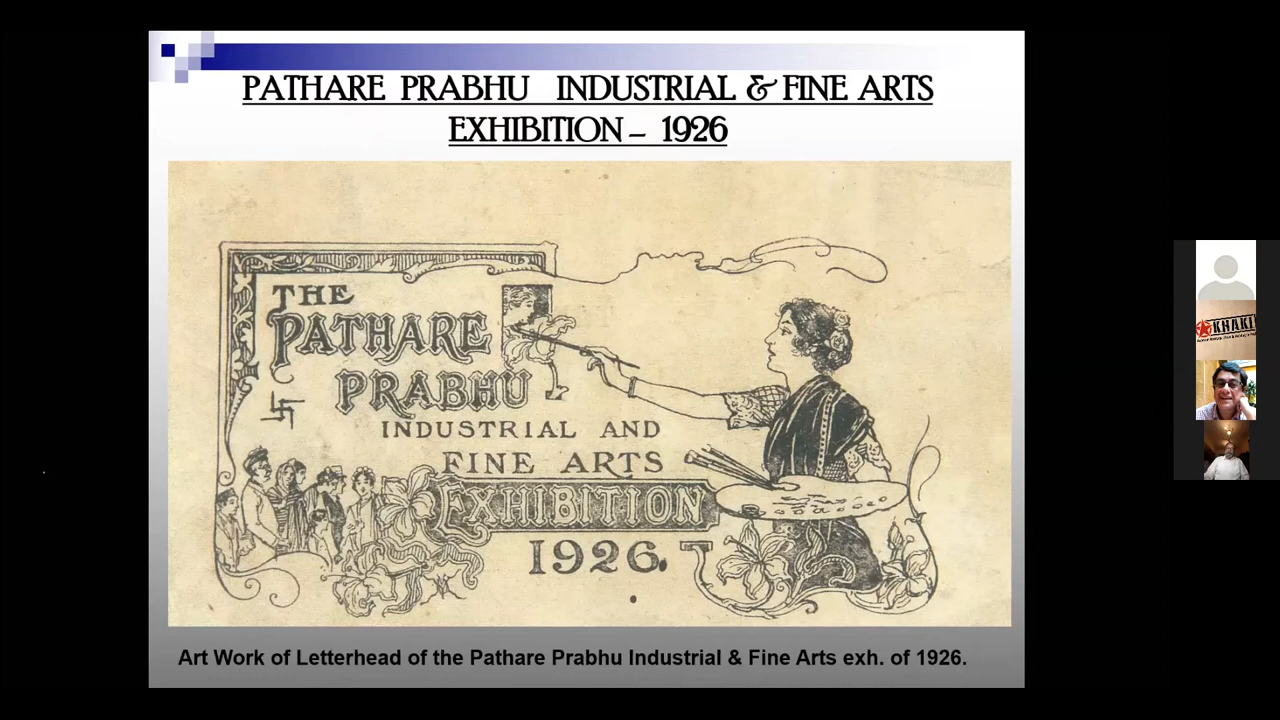 PATHARE PRABHU INDUSTRIAL & FINE ARTS
EXHIBITION – 1926
THE
PATHARE
PRABHU
INDUSTRIAL AND
FINE ARTS
EXHIBITION
1926.
Art Work of Letterhead of the Pathare Prabhu Industrial & Fine Arts exh. of 1926.
KHAKI